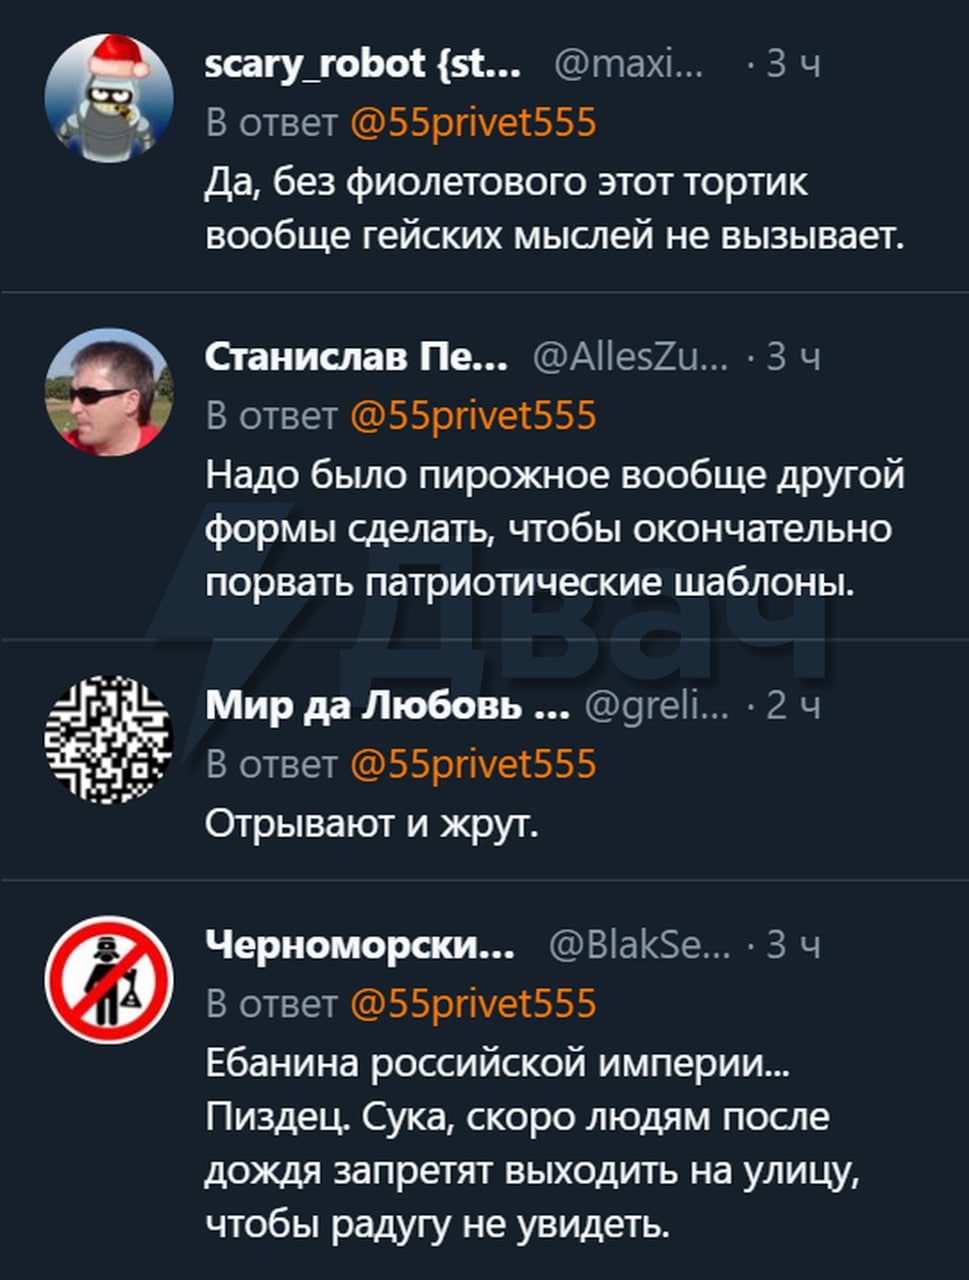 scary_robot {st... @maxi... · 3 ч
В ответ @55privet555
Да, без фиолетового этот тортик
вообще гейских мыслей не вызывает.
Станислав Пе... @AllesZu... · 3 ч
В ответ @55privet555
Надо было пирожное вообще другой
формы сделать, чтобы окончательно
порвать патриотические шаблоны.
Двач
Мир да Любовь ... @greli... · 2 ч
В ответ @55privet555
Отрывают и жрут.
Черноморски... @BlakSe... · 3 ч
В ответ @55privet555
Ебанина российской империи...
Пиздец. Сука, скоро людям после
дождя запретят выходить на улицу,
чтобы радугу не увидеть.